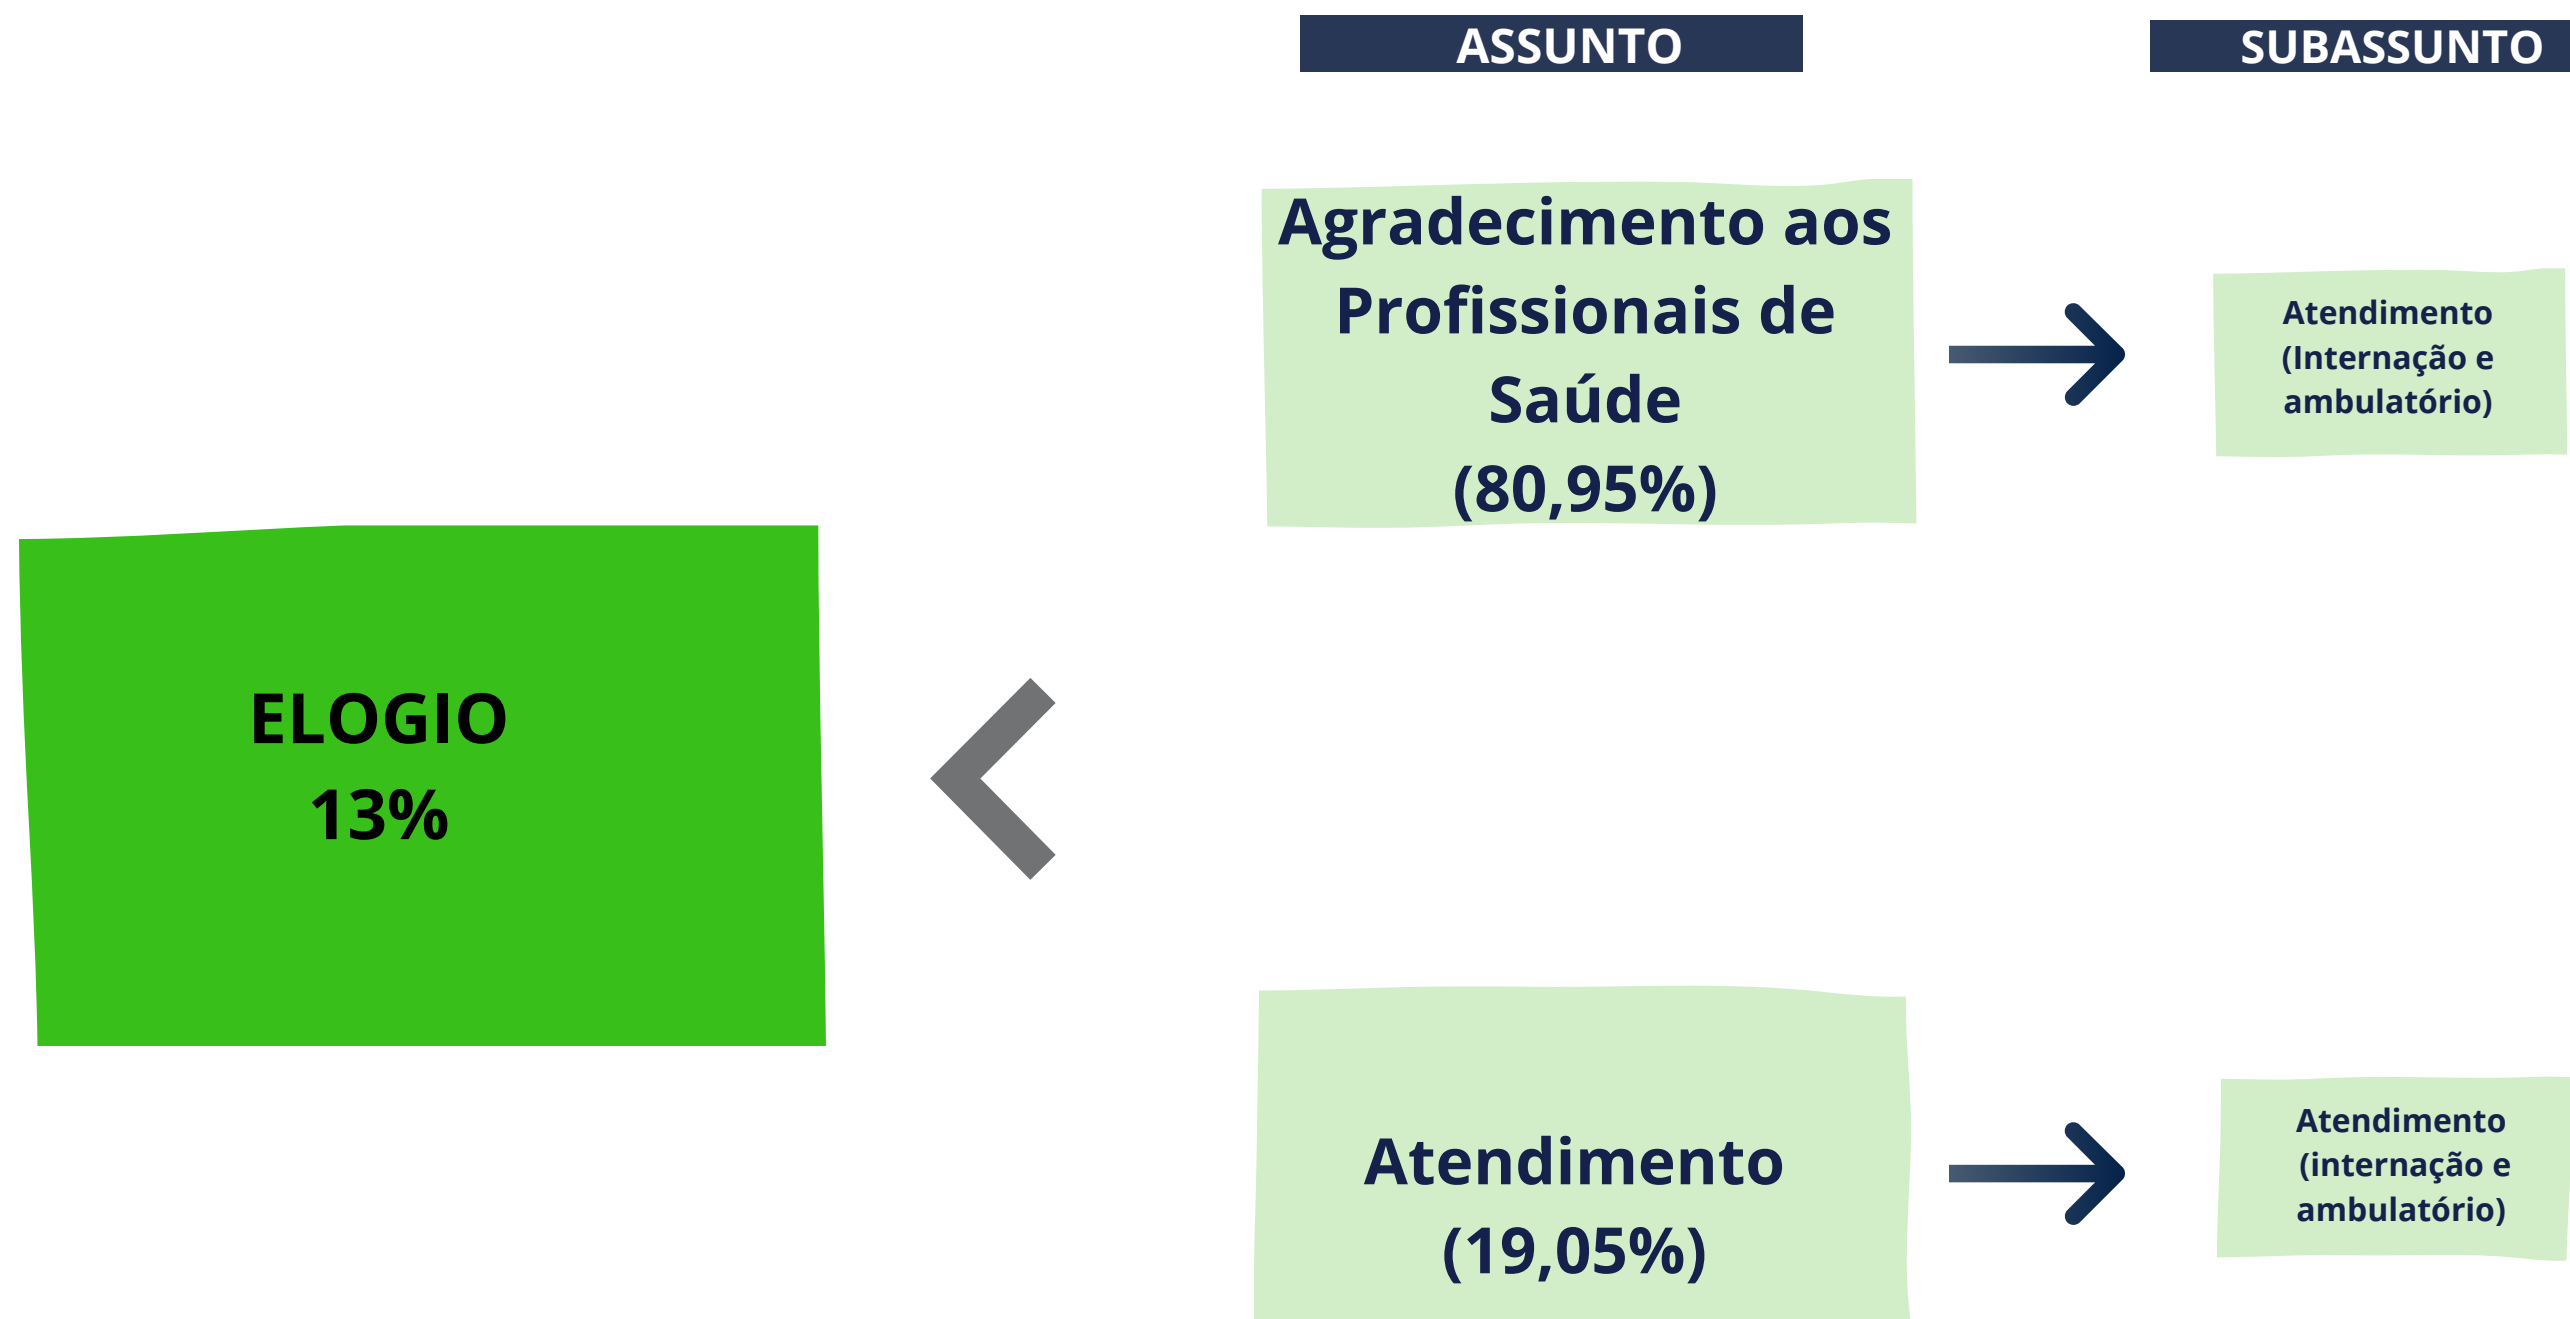 ASSUNTO
SUBASSUNTO
Agradecimento aos
Profissionais de
Saúde
(80,95%)
Atendimento
(Internação e
ambulatório)
ELOGIO
13%
Atendimento
(19,05%)
Atendimento
(internação e
ambulatório)